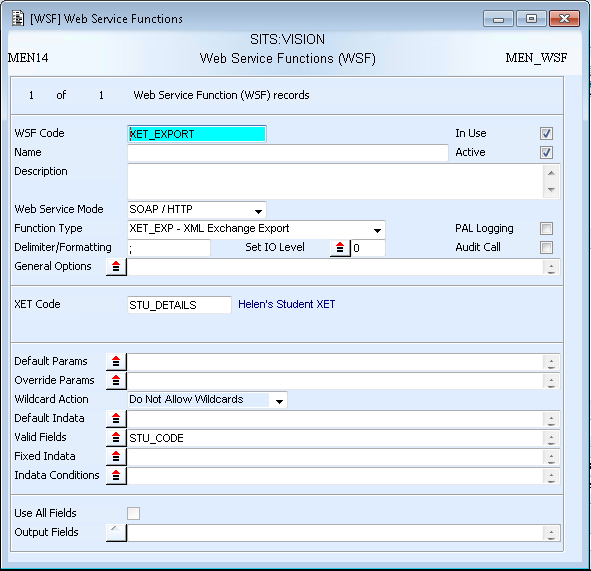 [WSF] Web Service Functions
SITS:VISION
MEN14 Web Service Functions (WSF) MEN_WSF
1 of 1 Web Service Function (WSF) records
WSF Code XET_EXPORT In Use
Name Active
Description
Web Service Mode SOAP / HTTP
Function Type XET_EXP - XML Exchange Export PAL Logging
Delimiter/Formatting ; Set IO Level 0 Audit Call
General Options
XET Code STU_DETAILS Helen's Student XET
Default Params
Override Params
Wildcard Action Do Not Allow Wildcards
Default Indata
Valid Fields STU_CODE
Fixed Indata
Indata Conditions
Use All Fields
Output Fields